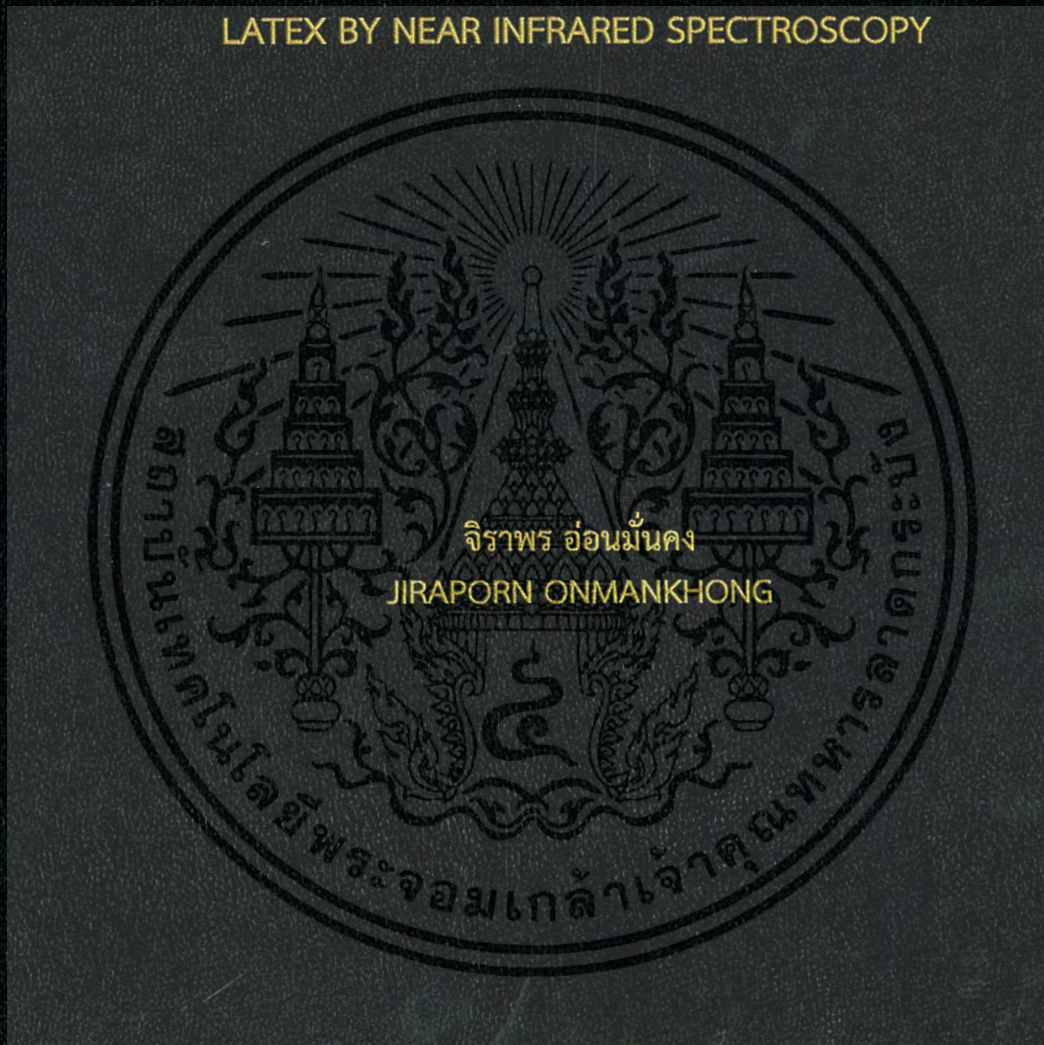 LATEX BY NEAR INFRARED SPECTROSCOPY
จิราพร อ่อนมั่นคง
JIRAPORN ONMANKHONG
๔
สถาบันเทคโนโลยีพระจอมเกล้าเจ้าคุณทหารลาดกระบัง